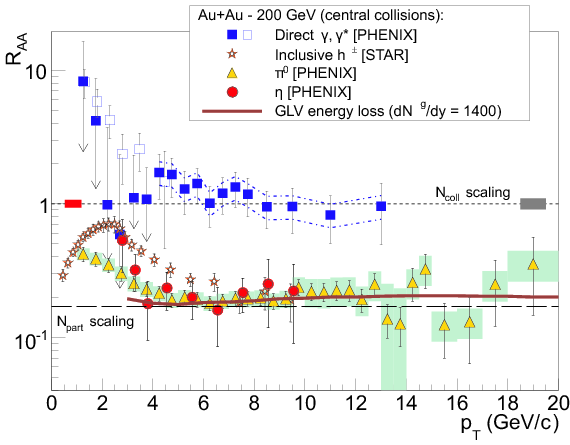 Au+Au - 200 GeV (central collisions):
Direct γ, γ* [PHENIX]
Inclusive h ± [STAR]
π0 [PHENIX]
η [PHENIX]
GLV energy loss (dN g/dy = 1400)
RAA
10
1
10-1
Ncoll scaling
Npart scaling
0 2 4 6 8 10 12 14 16 18 20
pT (GeV/c)